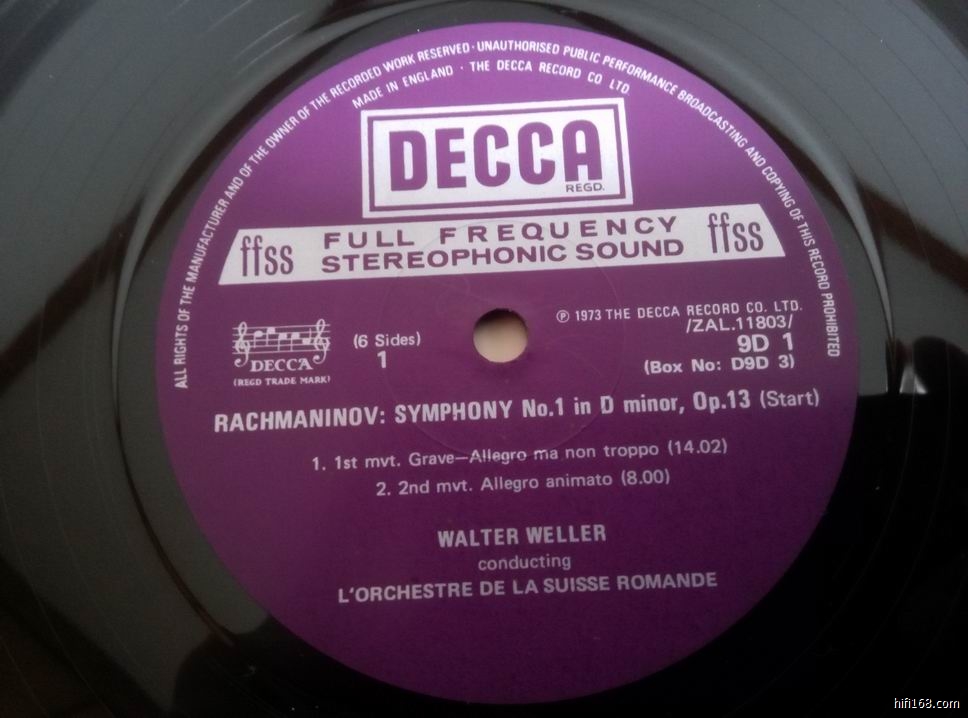 ALL RIGHTS OF THE MANUFACTURER AND OF THE OWNER OF THE RECORDED WORK RESERVED · UNAUTHORISED PUBLIC PERFORMANCE BROADCASTING AND COPYING OF THIS RECORD PROHIBITED
MADE IN ENGLAND · THE DECCA RECORD CO LTD
DECCA
REGD.
ffss FULL FREQUENCY ffss
STEREOPHONIC SOUND
℗ 1973 THE DECCA RECORD CO. LTD.
/ZAL.11803/
(6 Sides) 9D 1
1 (Box No: D9D 3)
DECCA
(REGD TRADE MARK)
RACHMANINOV: SYMPHONY No.1 in D minor, Op.13 (Start)
1. 1st mvt. Grave—Allegro ma non troppo (14.02)
2. 2nd mvt. Allegro animato (8.00)
WALTER WELLER
conducting
L'ORCHESTRE DE LA SUISSE ROMANDE
hifi168.com